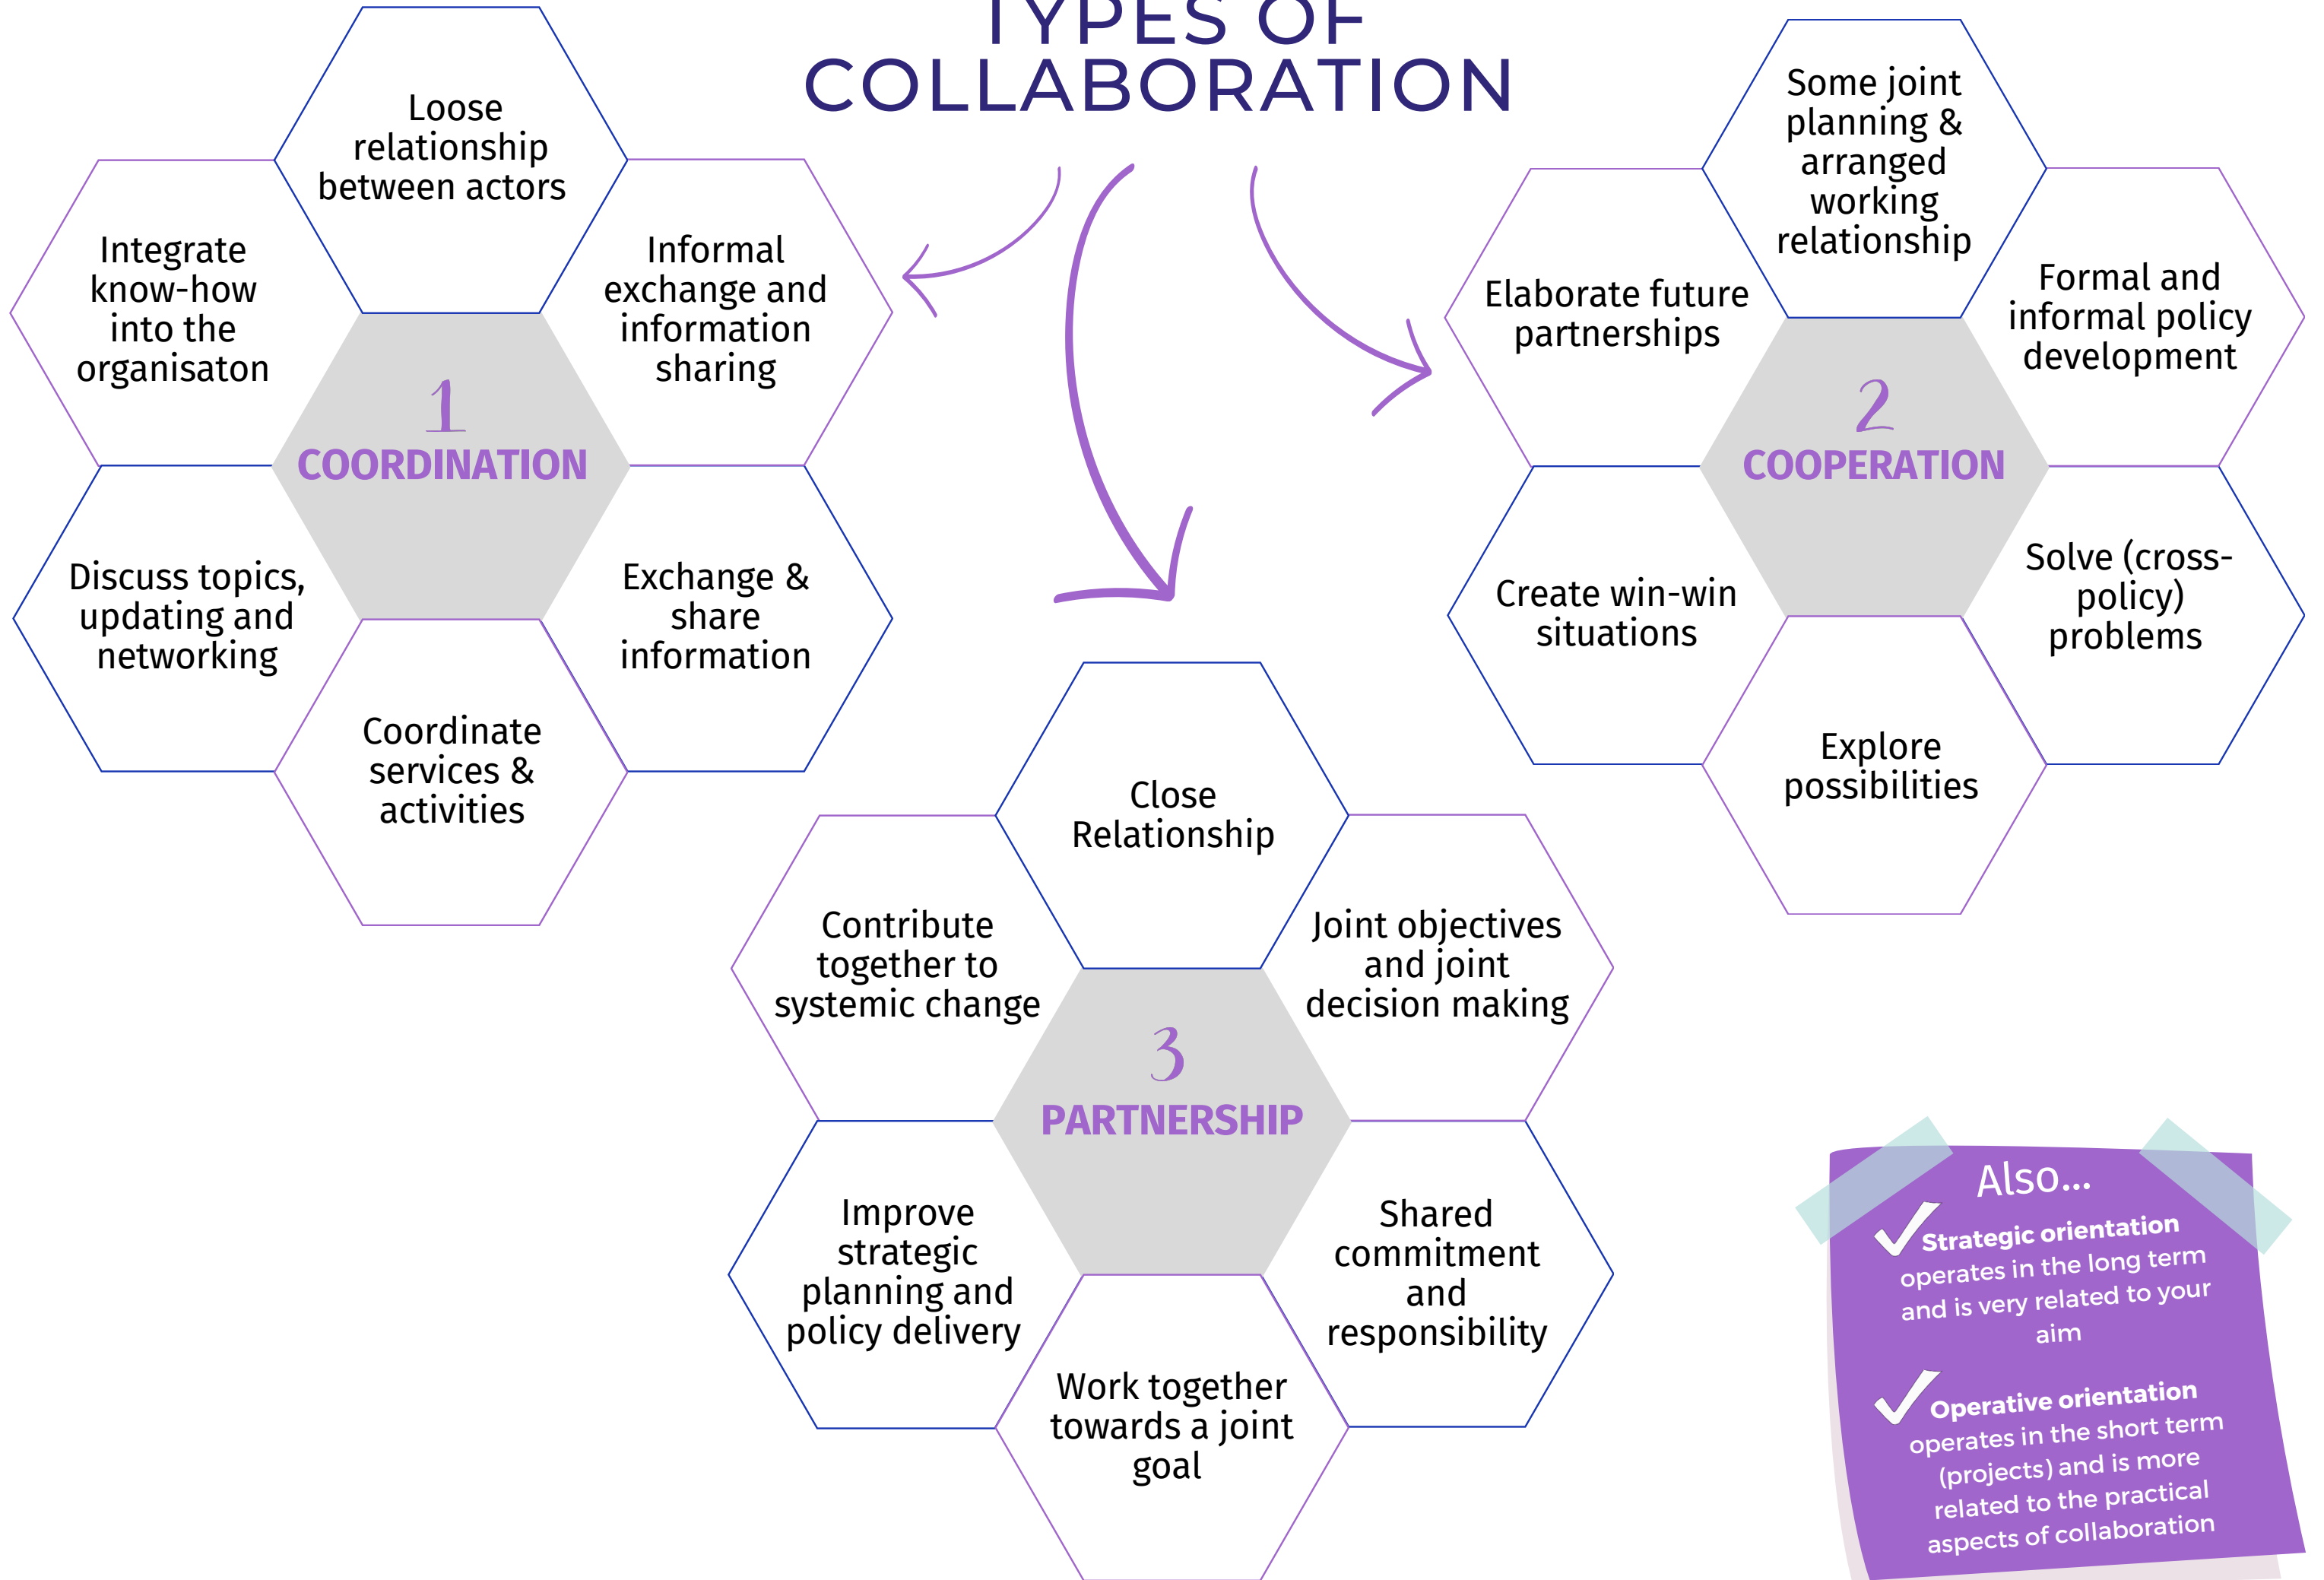 TYPES OF
COLLABORATION
Loose
relationship
between actors
Integrate
know-how
into the
organisaton
Informal
exchange and
information
sharing
1
COORDINATION
Discuss topics,
updating and
networking
Exchange &
share
information
Coordinate
services &
activities
Some joint
planning &
arranged
working
relationship
Elaborate future
partnerships
Formal and
informal policy
development
2
COOPERATION
Create win-win
situations
Solve (cross-
policy)
problems
Explore
possibilities
Close
Relationship
Contribute
together to
systemic change
Joint objectives
and joint
decision making
3
PARTNERSHIP
Improve
strategic
planning and
policy delivery
Shared
commitment
and
responsibility
Work together
towards a joint
goal
Also...
Strategic orientation
operates in the long term
and is very related to your
aim
Operative orientation
operates in the short term
(projects) and is more
related to the practical
aspects of collaboration